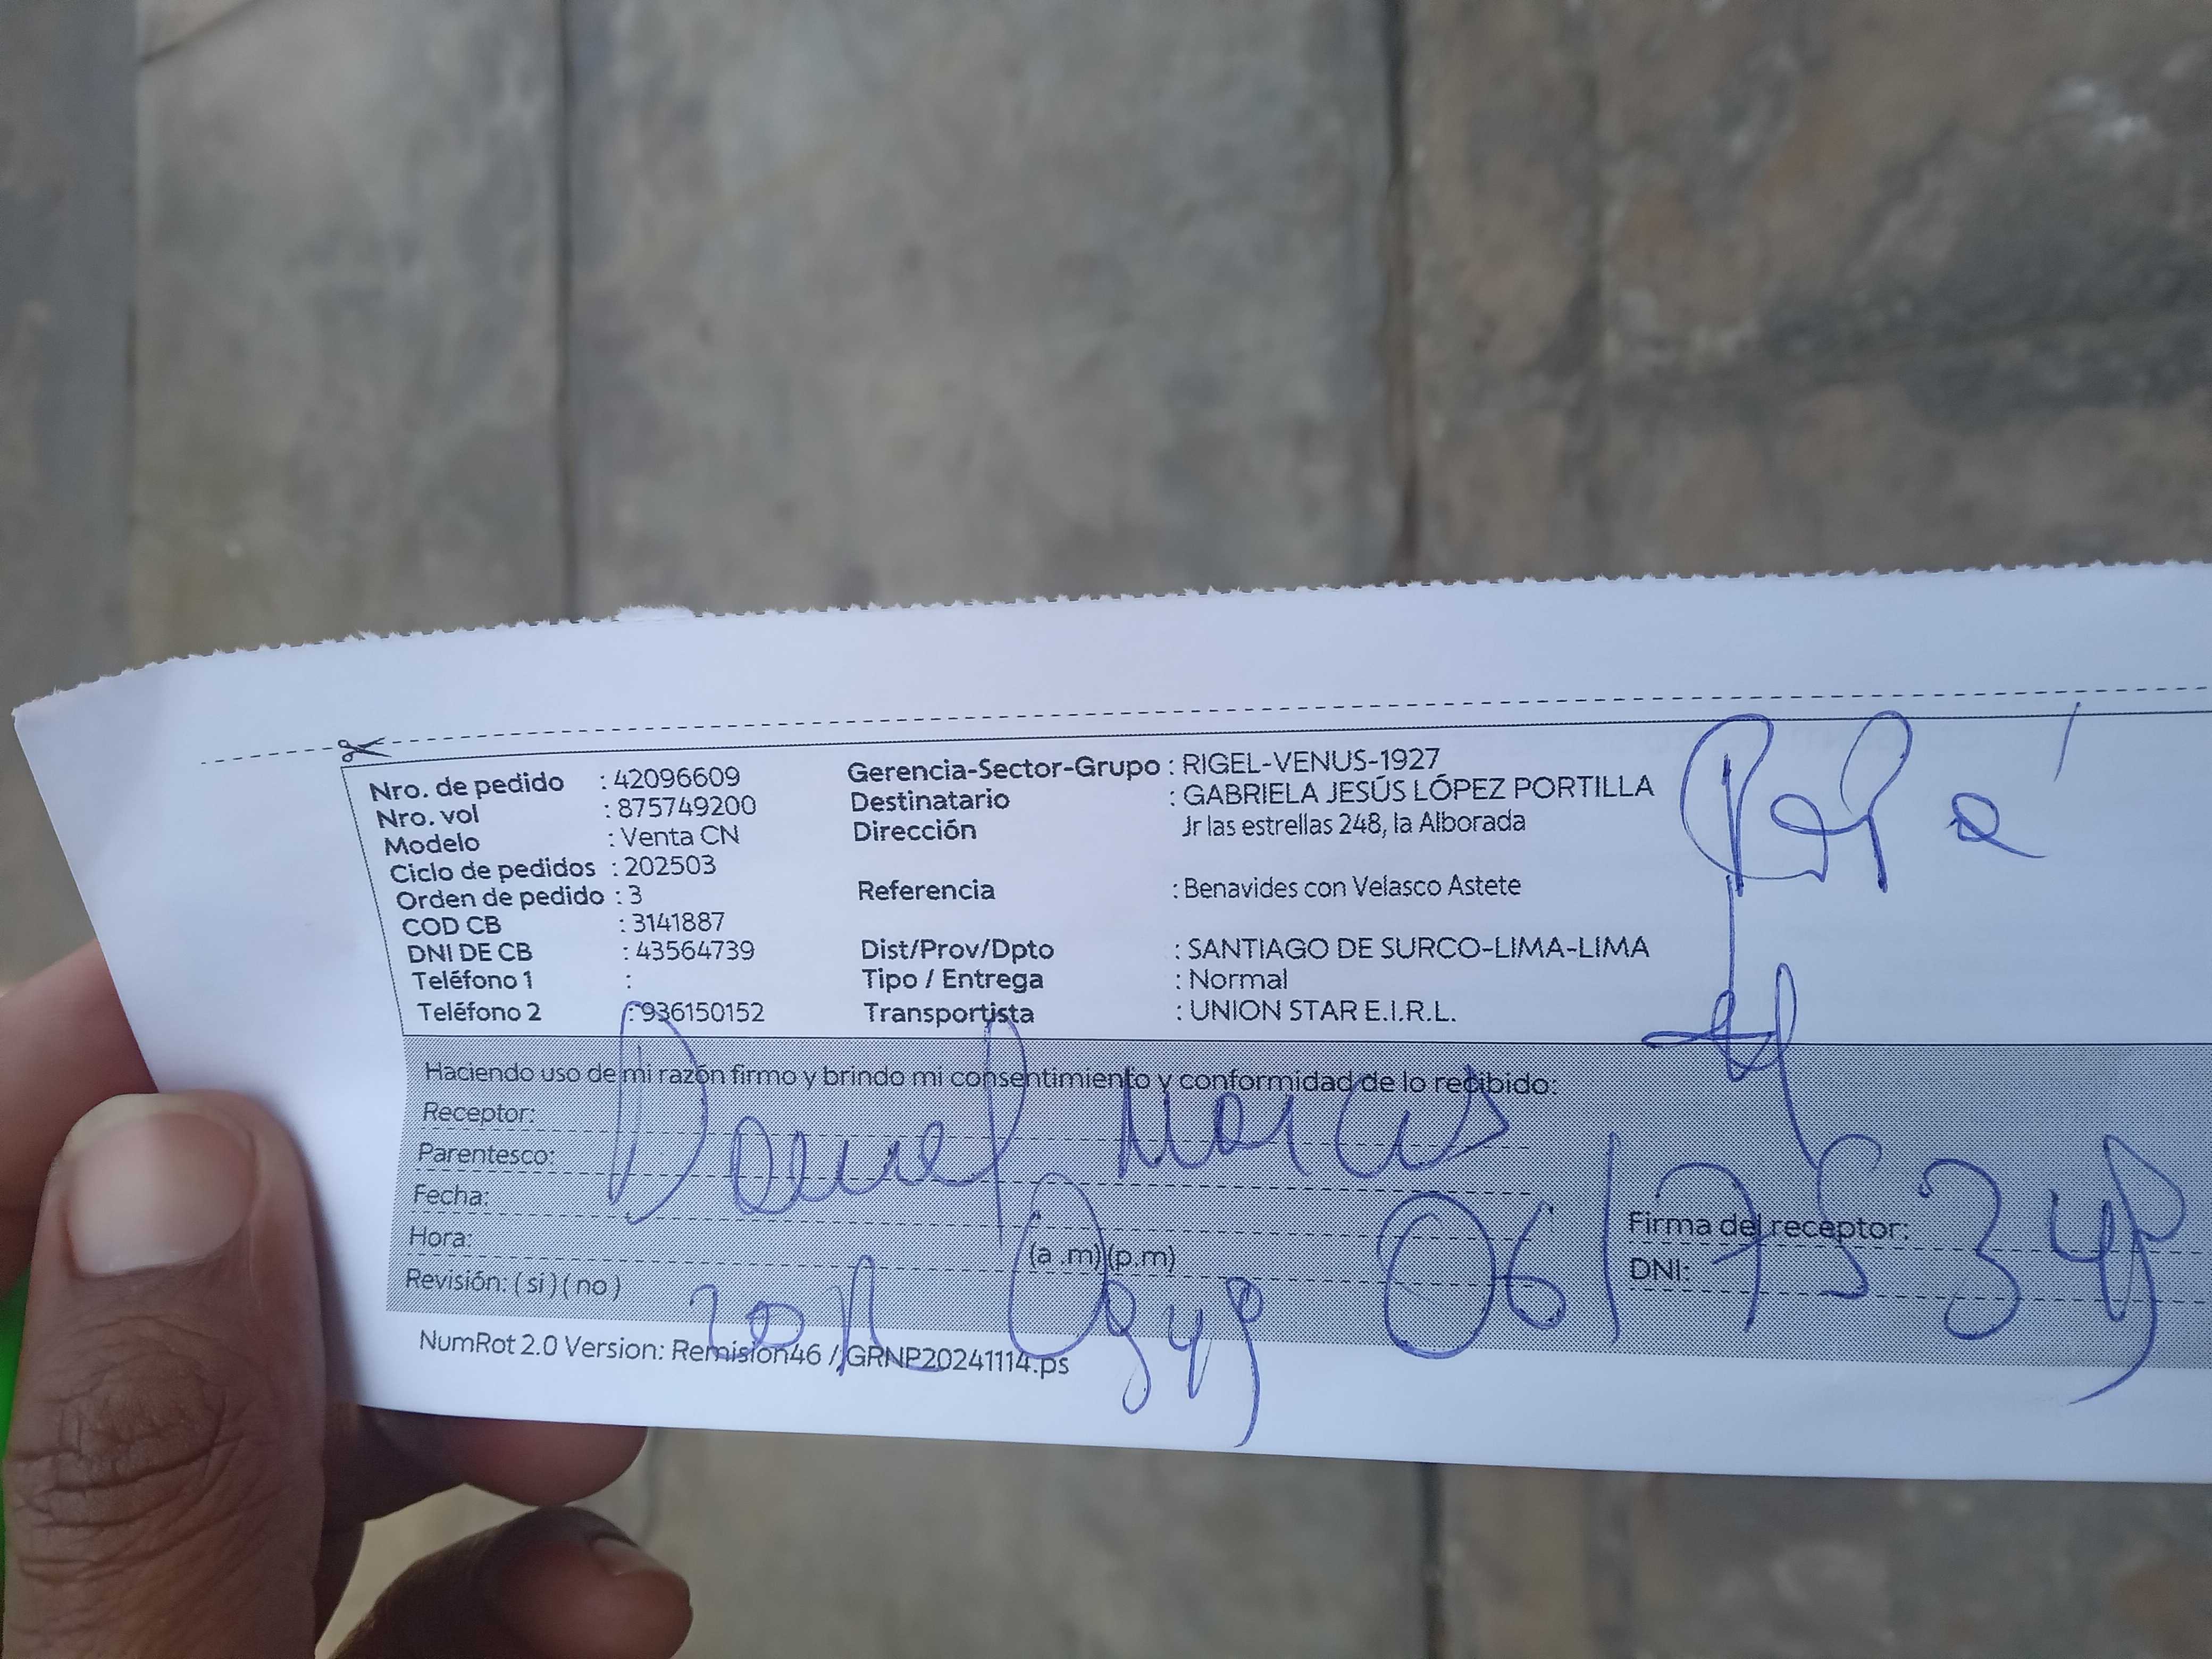 Nro. de pedido : 42096609
Nro. vol : 875749200
Modelo : Venta CN
Ciclo de pedidos : 202503
Orden de pedido : 3
COD CB : 3141887
DNI DE CB : 43564739
Teléfono 1 :
Teléfono 2 : 936150152
Gerencia-Sector-Grupo : RIGEL-VENUS-1927
Destinatario : GABRIELA JESÚS LÓPEZ PORTILLA
Dirección Jr las estrellas 248, la Alborada
Referencia : Benavides con Velasco Astete
Dist/Prov/Dpto : SANTIAGO DE SURCO-LIMA-LIMA
Tipo / Entrega : Normal
Transportista : UNION STAR E.I.R.L.
Papá
Haciendo uso de mi razón firmo y brindo mi consentimiento y conformidad de lo recibido:
Receptor:
Parentesco:
Fecha:
Hora: (a .m) (p.m)
Revisión: ( si ) ( no )
Firma del receptor:
DNI:
NumRot 2.0 Version: Remision46 / GRNP20241114.ps